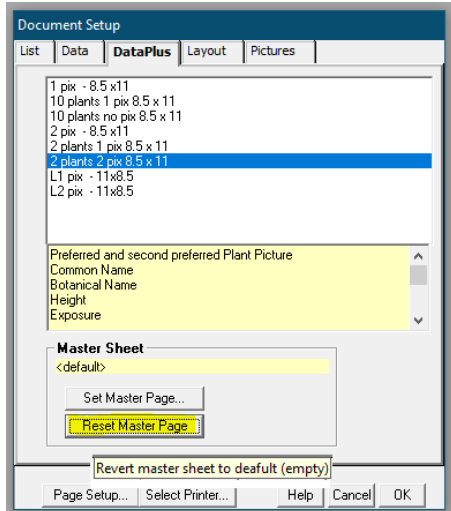 Document Setup
List Data DataPlus Layout Pictures
1 pix - 8.5 x11
10 plants 1 pix 8.5 x 11
10 plants no pix 8.5 x 11
2 pix - 8.5 x11
2 plants 1 pix 8.5 x 11
2 plants 2 pix 8.5 x 11
L1 pix - 11x8.5
L2 pix - 11x8.5
Preferred and second preferred Plant Picture
Common Name
Botanical Name
Height
Exposure
Master Sheet
<default>
Set Master Page...
Reset Master Page
Revert master sheet to deafult (empty)
Page Setup... Select Printer... Help Cancel OK